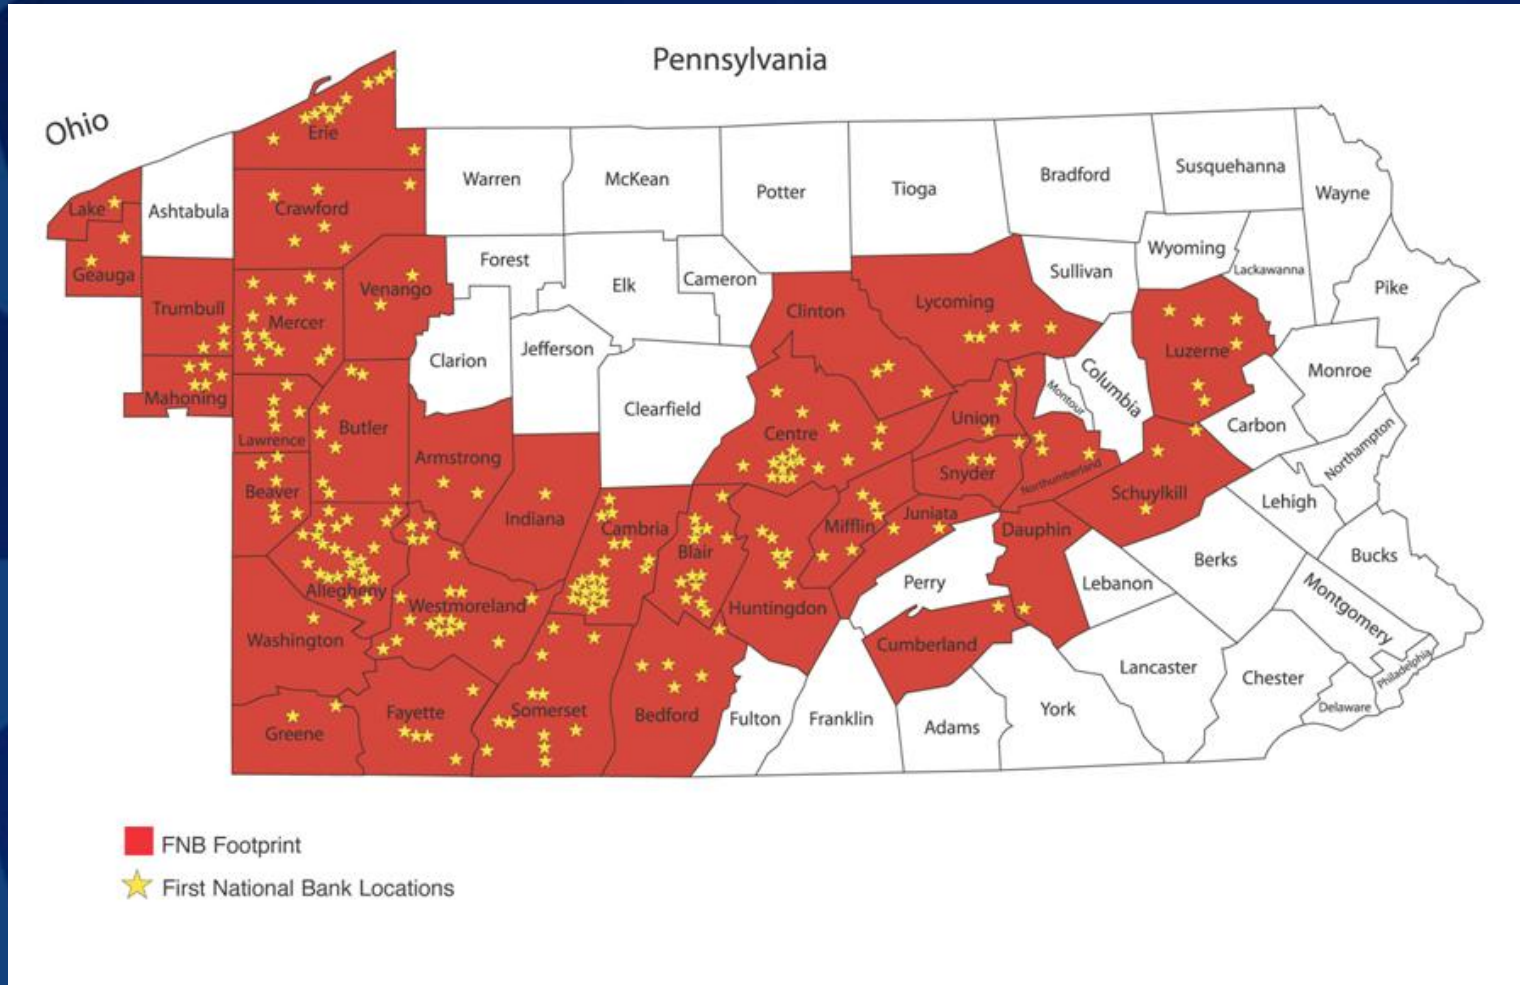 Pennsylvania
Ohio
Erie
Warren
McKean
Potter
Tioga
Bradford
Susquehanna
Wayne
Lake
Ashtabula
Crawford
Wyoming
Lackawanna
Geauga
Forest
Elk
Cameron
Sullivan
Pike
Trumbull
Mercer
Venango
Clinton
Lycoming
Luzerne
Clarion
Jefferson
Monroe
Mahoning
Lawrence
Butler
Clearfield
Centre
Union
Montour
Columbia
Carbon
Northampton
Armstrong
Snyder
Northumberland
Schuylkill
Lehigh
Beaver
Indiana
Cambria
Blair
Mifflin
Juniata
Dauphin
Berks
Bucks
Allegheny
Westmoreland
Huntingdon
Perry
Lebanon
Montgomery
Washington
Cumberland
Lancaster
Chester
Philadelphia
Greene
Fayette
Somerset
Bedford
Fulton
Franklin
Adams
York
Delaware
FNB Footprint
First National Bank Locations